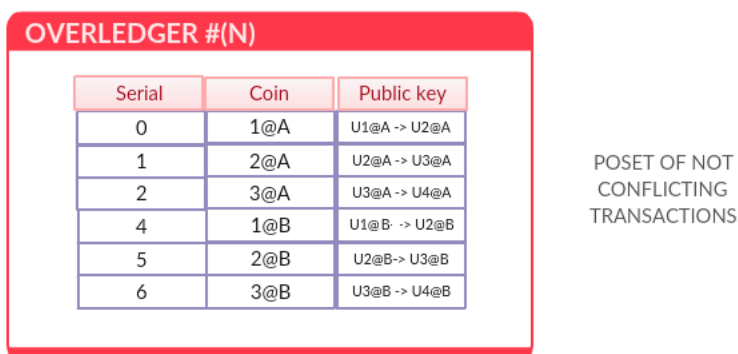 OVERLEDGER #(N)
Serial Coin Public key
0 1@A U1@A -> U2@A
1 2@A U2@A -> U3@A
2 3@A U3@A -> U4@A
4 1@B U1@B· -> U2@B
5 2@B U2@B-> U3@B
6 3@B U3@B -> U4@B
POSET OF NOT
CONFLICTING
TRANSACTIONS